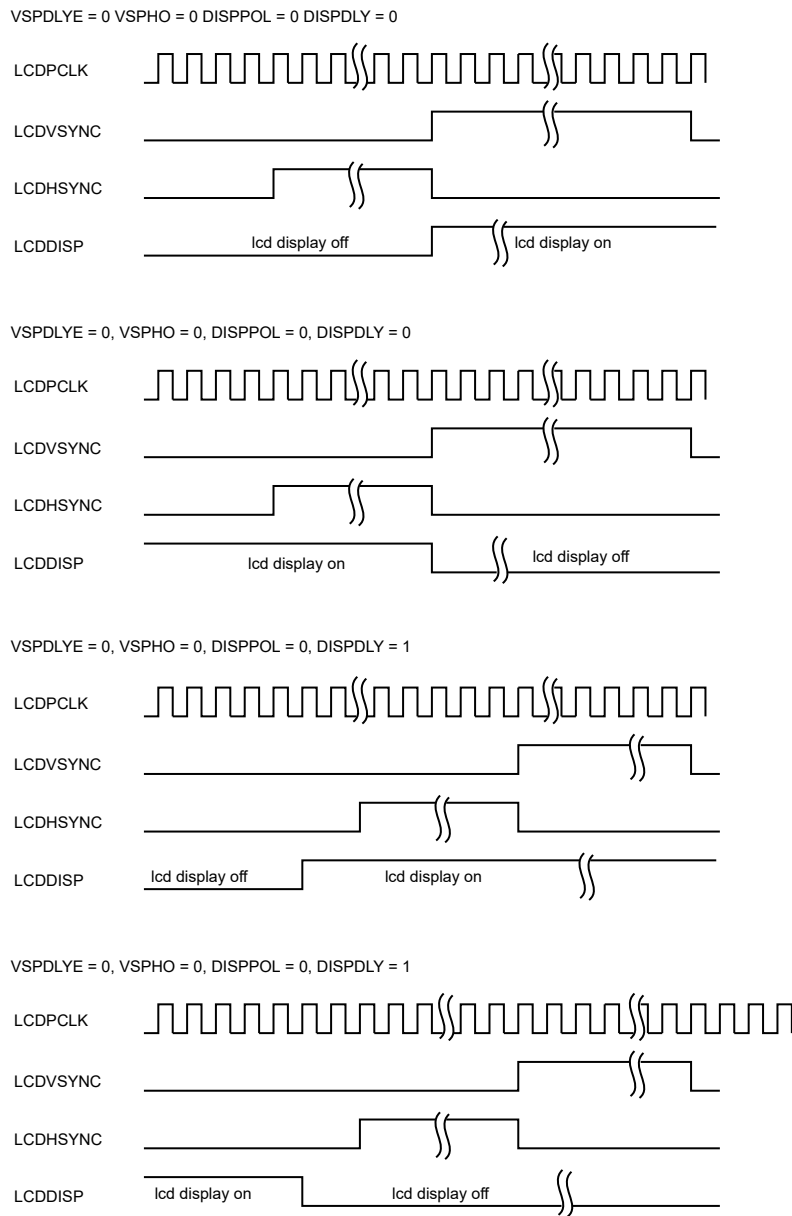 VSPDLYE = 0 VSPHO = 0 DISPPOL = 0 DISPDLY = 0
LCDPCLK
LCDVSYNC
LCDHSYNC
LCDDISP lcd display off lcd display on
VSPDLYE = 0, VSPHO = 0, DISPPOL = 0, DISPDLY = 0
LCDPCLK
LCDVSYNC
LCDHSYNC
LCDDISP lcd display on lcd display off
VSPDLYE = 0, VSPHO = 0, DISPPOL = 0, DISPDLY = 1
LCDPCLK
LCDVSYNC
LCDHSYNC
LCDDISP lcd display off lcd display on
VSPDLYE = 0, VSPHO = 0, DISPPOL = 0, DISPDLY = 1
LCDPCLK
LCDVSYNC
LCDHSYNC
LCDDISP lcd display on lcd display off